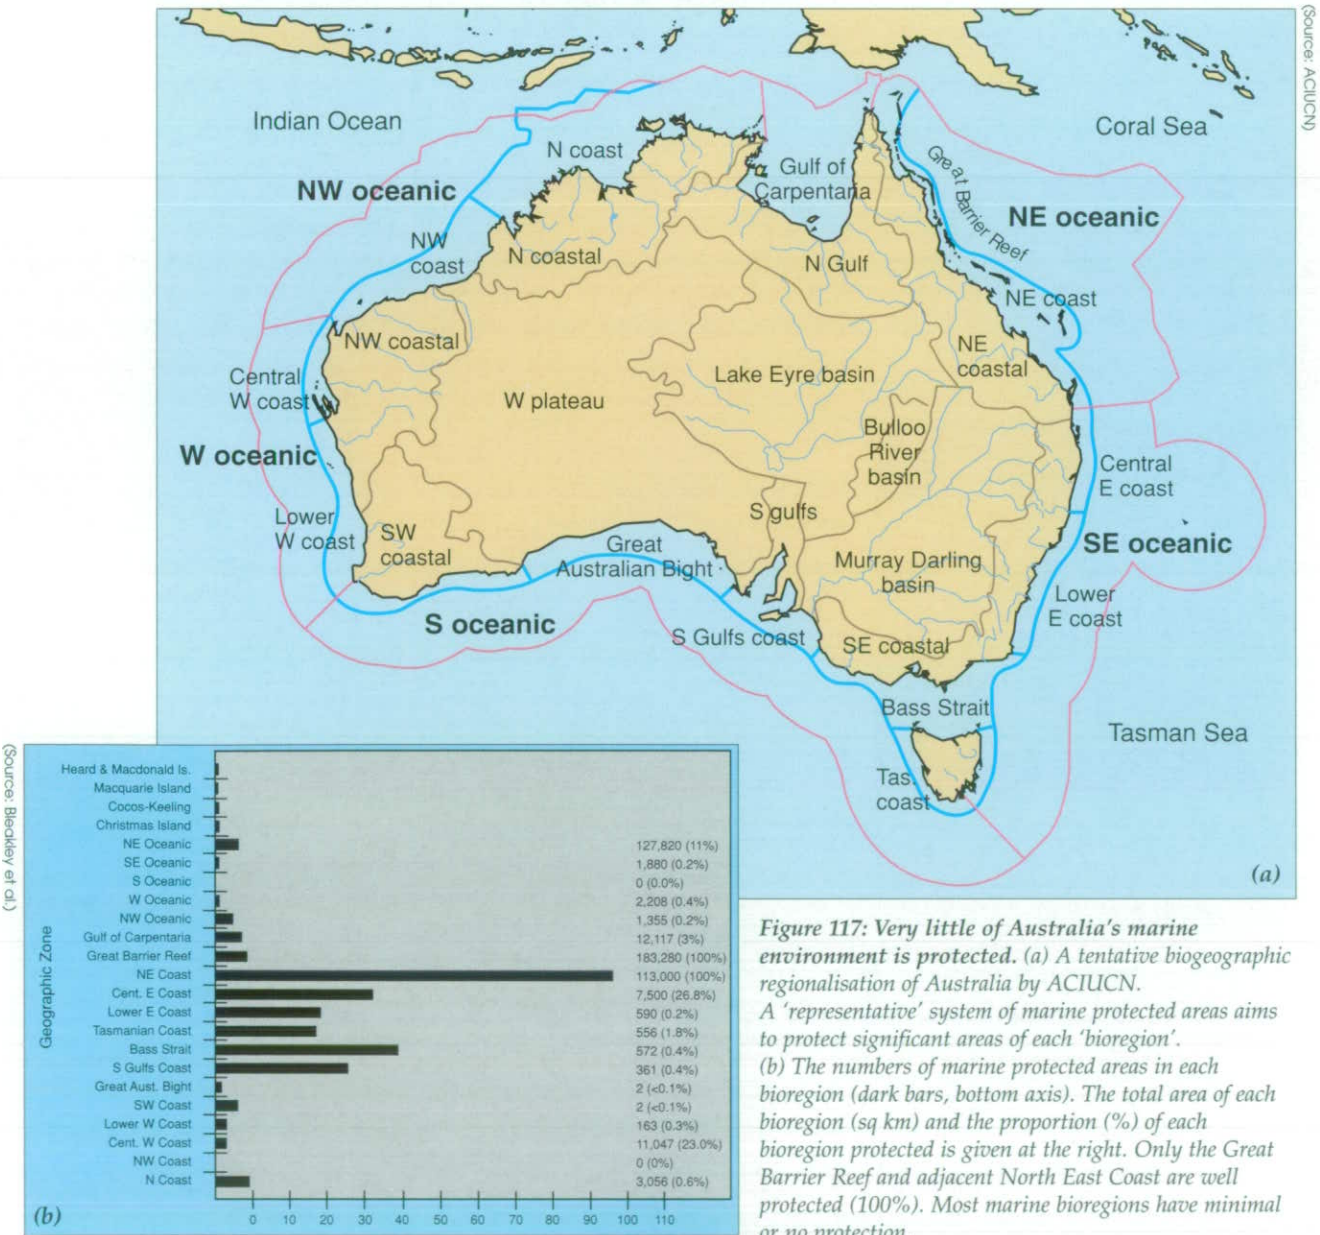 (Source: ACIUCN)
Indian Ocean
Coral Sea
N coast
Gulf of
Carpentaria
Great Barrier Reef
NW oceanic
NE oceanic
NW
coast
N coastal
N Gulf
NE coast
NW coastal
NE
coastal
Central
W coast
Lake Eyre basin
W plateau
Bulloo
River
basin
W oceanic
Central
E coast
Lower
W coast
SW
coastal
S gulfs
Great
Australian Bight
SE oceanic
Murray Darling
basin
Lower
E coast
S oceanic
S Gulfs coast
SE coastal
Bass Strait
Tasman Sea
Tas.
coast
(a)
(Source: Bleakley et al.)
Geographic Zone
Heard & Macdonald Is.
Macquarie Island
Cocos-Keeling
Christmas Island
NE Oceanic 127,820 (11%)
SE Oceanic 1,880 (0.2%)
S Oceanic 0 (0.0%)
W Oceanic 2,208 (0.4%)
NW Oceanic 1,355 (0.2%)
Gulf of Carpentaria 12,117 (3%)
Great Barrier Reef 183,280 (100%)
NE Coast 113,000 (100%)
Cent. E Coast 7,500 (26.8%)
Lower E Coast 590 (0.2%)
Tasmanian Coast 556 (1.8%)
Bass Strait 572 (0.4%)
S Gulfs Coast 361 (0.4%)
Great Aust. Bight 2 (<0.1%)
SW Coast 2 (<0.1%)
Lower W Coast 163 (0.3%)
Cent. W Coast 11,047 (23.0%)
NW Coast 0 (0%)
N Coast 3,056 (0.6%)
0 10 20 30 40 50 60 70 80 90 100 110
(b)
Figure 117: Very little of Australia's marine
environment is protected. (a) A tentative biogeographic
regionalisation of Australia by ACIUCN.
A 'representative' system of marine protected areas aims
to protect significant areas of each 'bioregion'.
(b) The numbers of marine protected areas in each
bioregion (dark bars, bottom axis). The total area of each
bioregion (sq km) and the proportion (%) of each
bioregion protected is given at the right. Only the Great
Barrier Reef and adjacent North East Coast are well
protected (100%). Most marine bioregions have minimal
or no protection